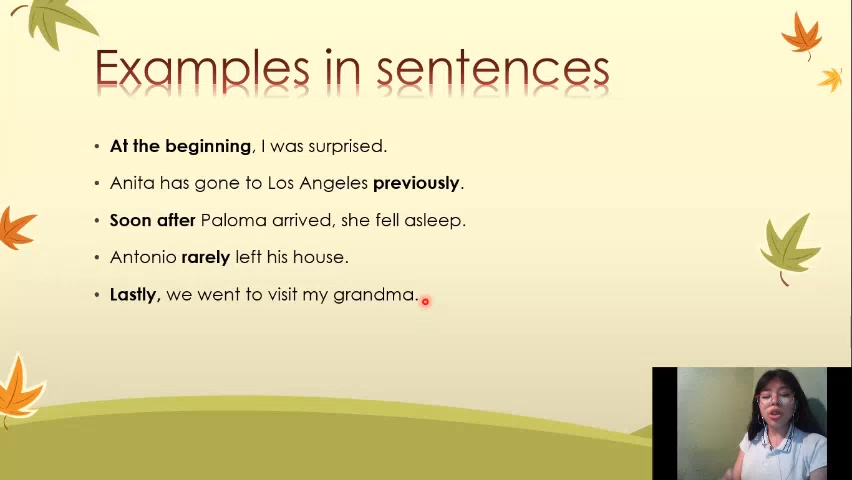 Examples in sentences
• At the beginning, I was surprised.
• Anita has gone to Los Angeles previously.
• Soon after Paloma arrived, she fell asleep.
• Antonio rarely left his house.
• Lastly, we went to visit my grandma.